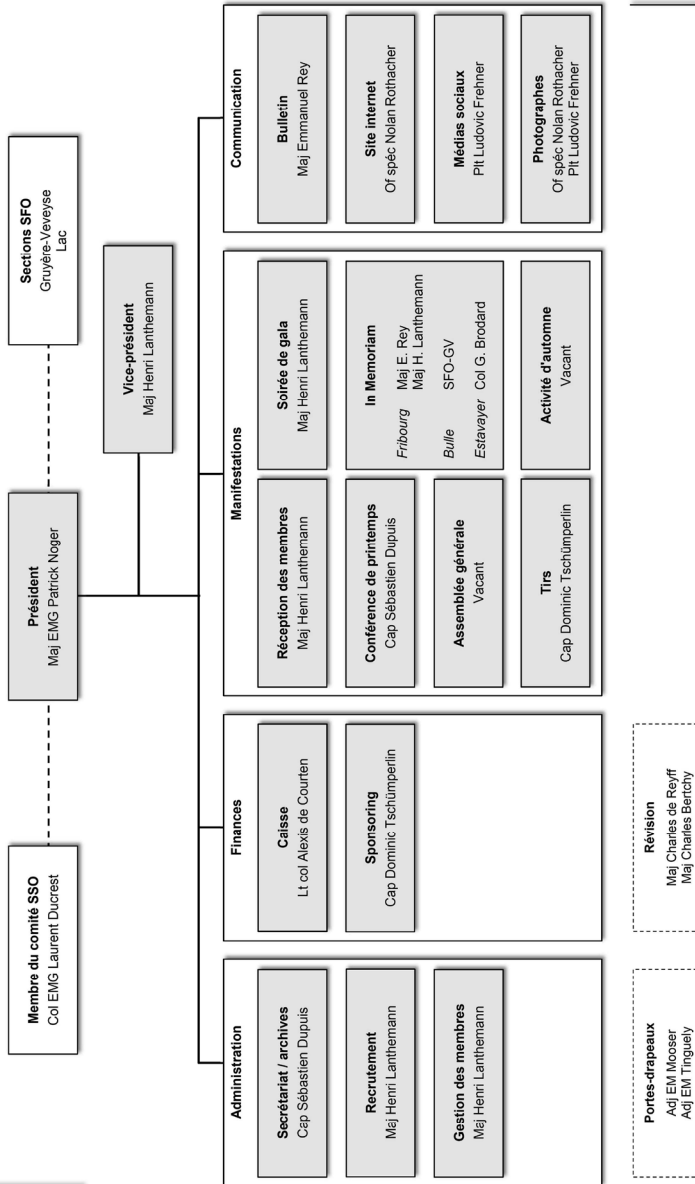 Membre du comité SSO
Col EMG Laurent Ducrest
Président
Maj EMG Patrick Noger
Sections SFO
Gruyère-Veveyse
Lac
Vice-président
Maj Henri Lanthemann
Administration
Secrétariat / archives
Cap Sébastien Dupuis
Recrutement
Maj Henri Lanthemann
Gestion des membres
Maj Henri Lanthemann
Finances
Caisse
Lt col Alexis de Courten
Sponsoring
Cap Dominic Tschümperlin
Manifestations
Réception des membres
Maj Henri Lanthemann
Conférence de printemps
Cap Sébastien Dupuis
Assemblée générale
Vacant
Tirs
Cap Dominic Tschümperlin
Soirée de gala
Maj Henri Lanthemann
In Memoriam
Fribourg Maj E. Rey
Maj H. Lanthemann
Bulle SFO-GV
Estavayer Col G. Brodard
Activité d'automne
Vacant
Communication
Bulletin
Maj Emmanuel Rey
Site internet
Of spéc Nolan Rothacher
Médias sociaux
Plt Ludovic Frehner
Photographes
Of spéc Nolan Rothacher
Plt Ludovic Frehner
Portes-drapeaux
Adj EM Mooser
Adj EM Tinguely
Révision
Maj Charles de Reyff
Maj Charles Bertchy